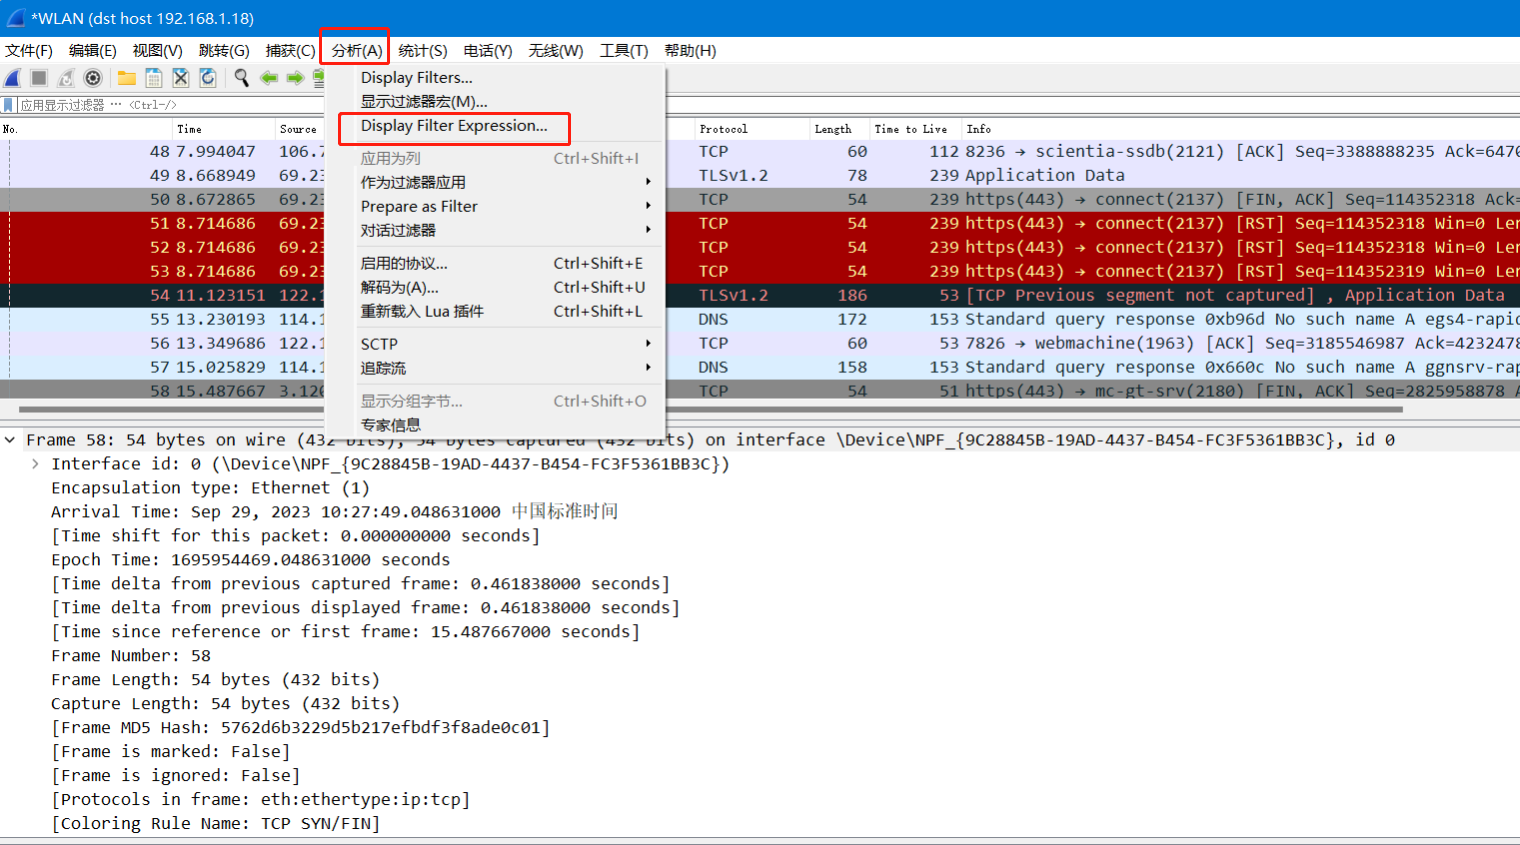 *WLAN (dst host 192.168.1.18)
文件(F) 编辑(E) 视图(V) 跳转(G) 捕获(C) 分析(A) 统计(S) 电话(Y) 无线(W) 工具(T) 帮助(H)
应用显示过滤器 … <Ctrl-/>
Display Filters...
显示过滤器宏(M)...
Display Filter Expression...
应用为列 Ctrl+Shift+I
作为过滤器应用
Prepare as Filter
对话过滤器
启用的协议... Ctrl+Shift+E
解码为(A)... Ctrl+Shift+U
重新载入 Lua 插件 Ctrl+Shift+L
SCTP
追踪流
显示分组字节... Ctrl+Shift+O
专家信息
No. Time Source Protocol Length Time to Live Info
48 7.994047 106.7 TCP 60 112 8236 → scientia-ssdb(2121) [ACK] Seq=3388888235 Ack=6470
49 8.668949 69.23 TLSv1.2 78 239 Application Data
50 8.672865 69.23 TCP 54 239 https(443) → connect(2137) [FIN, ACK] Seq=114352318 Ack=
51 8.714686 69.23 TCP 54 239 https(443) → connect(2137) [RST] Seq=114352318 Win=0 Len
52 8.714686 69.23 TCP 54 239 https(443) → connect(2137) [RST] Seq=114352318 Win=0 Len
53 8.714686 69.23 TCP 54 239 https(443) → connect(2137) [RST] Seq=114352319 Win=0 Len
54 11.123151 122.1 TLSv1.2 186 53 [TCP Previous segment not captured] , Application Data
55 13.230193 114.1 DNS 172 153 Standard query response 0xb96d No such name A egs4-rapid
56 13.349686 122.1 TCP 60 53 7826 → webmachine(1963) [ACK] Seq=3185546987 Ack=4232478
57 15.025829 114.1 DNS 158 153 Standard query response 0x660c No such name A ggnsrv-rap
58 15.487667 3.120 TCP 54 51 https(443) → mc-gt-srv(2180) [FIN, ACK] Seq=2825958878 A
Frame 58: 54 bytes on wire (432 bits), 54 bytes captured (432 bits) on interface \Device\NPF_{9C28845B-19AD-4437-B454-FC3F5361BB3C}, id 0
Interface id: 0 (\Device\NPF_{9C28845B-19AD-4437-B454-FC3F5361BB3C})
Encapsulation type: Ethernet (1)
Arrival Time: Sep 29, 2023 10:27:49.048631000 中国标准时间
[Time shift for this packet: 0.000000000 seconds]
Epoch Time: 1695954469.048631000 seconds
[Time delta from previous captured frame: 0.461838000 seconds]
[Time delta from previous displayed frame: 0.461838000 seconds]
[Time since reference or first frame: 15.487667000 seconds]
Frame Number: 58
Frame Length: 54 bytes (432 bits)
Capture Length: 54 bytes (432 bits)
[Frame MD5 Hash: 5762d6b3229d5b217efbdf3f8ade0c01]
[Frame is marked: False]
[Frame is ignored: False]
[Protocols in frame: eth:ethertype:ip:tcp]
[Coloring Rule Name: TCP SYN/FIN]